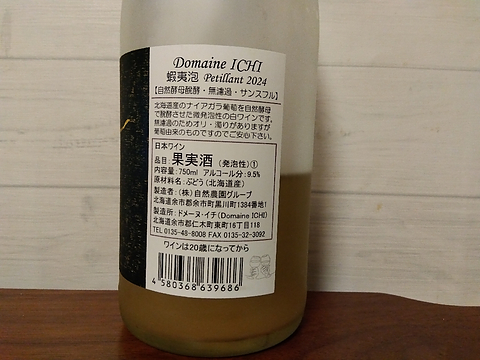 Domaine ICHI
蝦夷泡 Petillant 2024
【自然酵母醗酵・無濾過・サンスフル】
北海道産のナイアガラ葡萄を自然酵母
で醗酵させた微発泡性の白ワインです。
無濾過のためオリ・濁りがありますが
葡萄由来のものですのでご安心下さい。
日本ワイン
品目:果実酒(発泡性)①
内容量:750ml アルコール分:9.5%
原材料名:ぶどう(北海道産)
製造者:(株)自然農園グループ
北海道余市郡余市町黒川町1384番地1
製造所:ドメーヌ・イチ(Domaine ICHI)
北海道余市郡仁木町東町16丁目118
TEL 0135-48-8008 FAX 0135-32-3092
ワインは20歳になってから
4580368639686